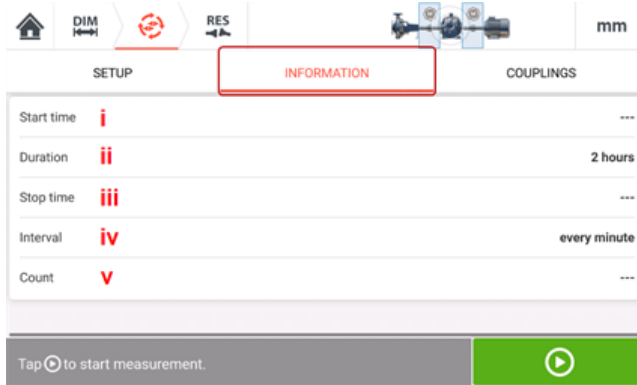 DIM RES mm
SETUP INFORMATION COUPLINGS
Start time i ---
Duration ii 2 hours
Stop time iii ---
Interval iv every minute
Count v ---
Tap to start measurement.